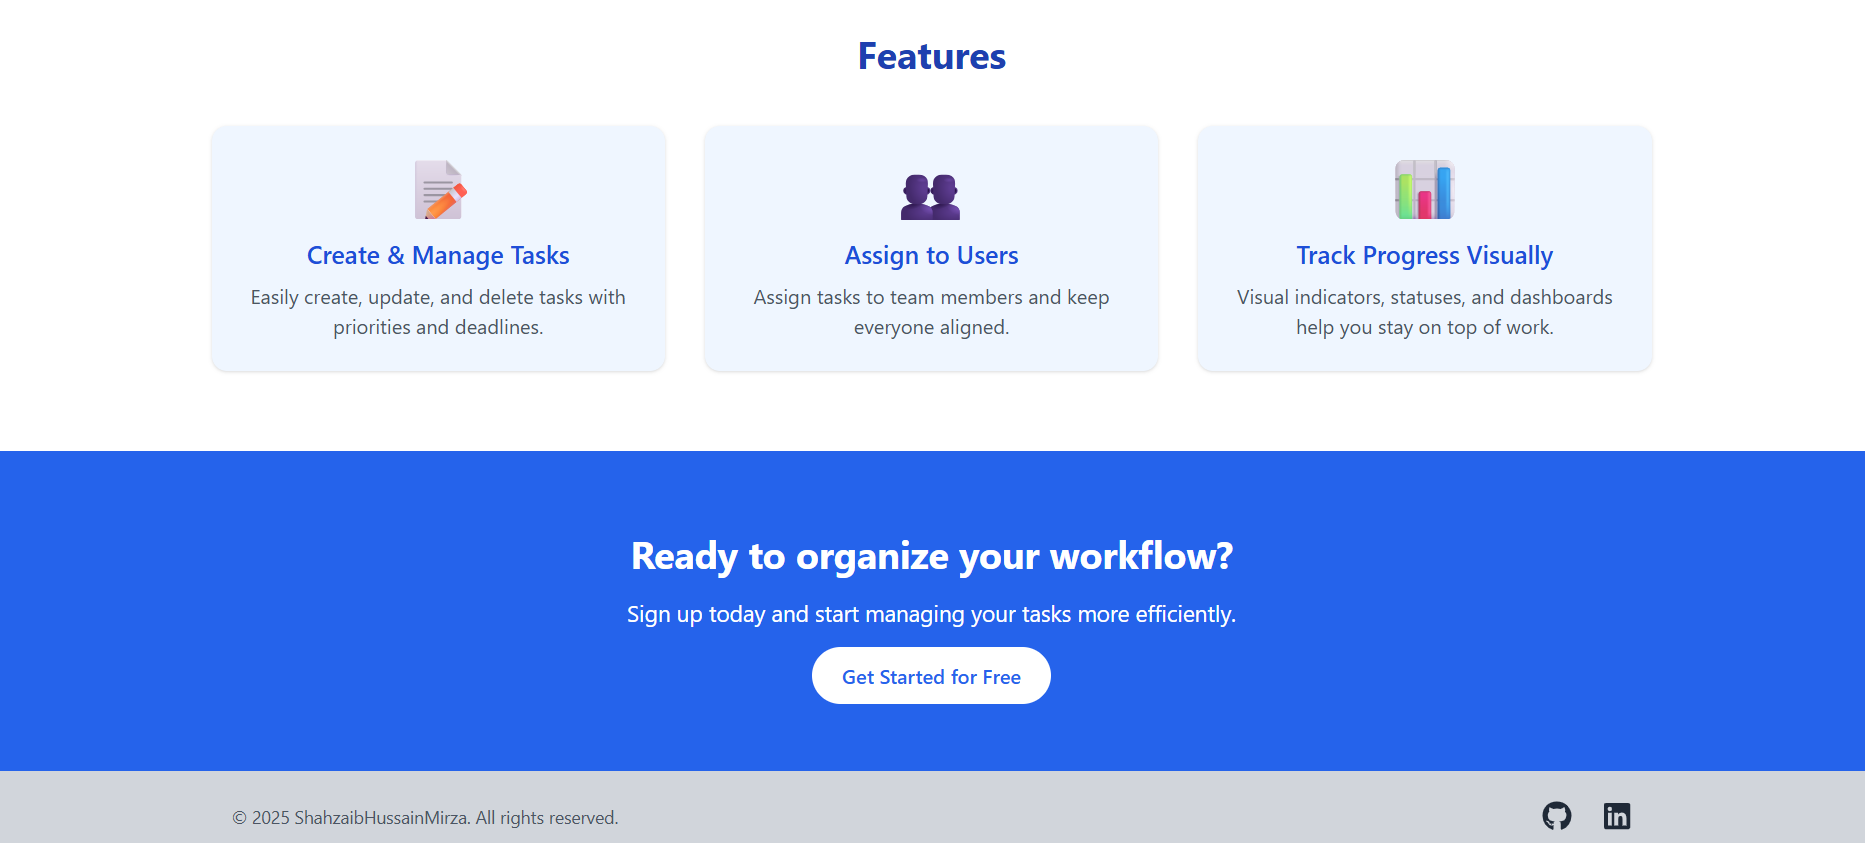 Features
Create & Manage Tasks
Easily create, update, and delete tasks with
priorities and deadlines.
Assign to Users
Assign tasks to team members and keep
everyone aligned.
Track Progress Visually
Visual indicators, statuses, and dashboards
help you stay on top of work.
Ready to organize your workflow?
Sign up today and start managing your tasks more efficiently.
Get Started for Free
© 2025 ShahzaibHussainMirza. All rights reserved.
in